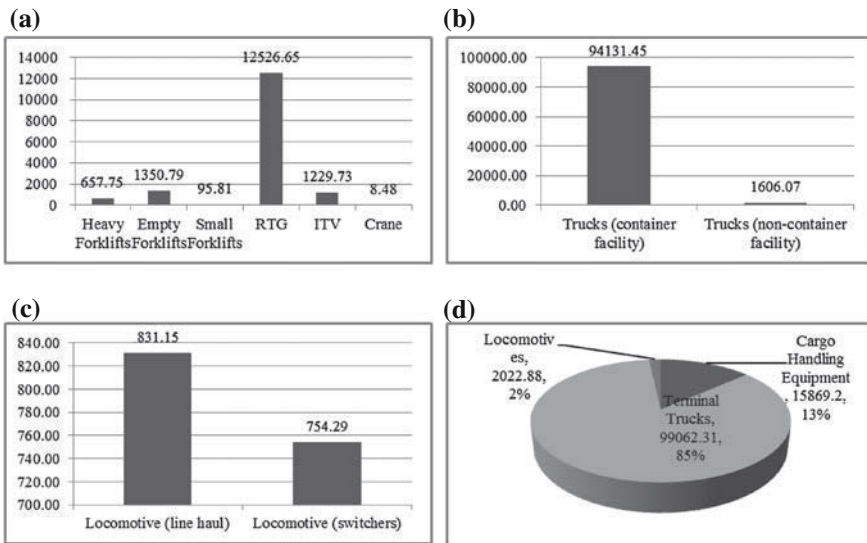 (a)
14000
12000
10000
8000
6000
4000
2000
0
657.75
1350.79
95.81
12526.65
1229.73
8.48
Heavy Forklifts
Empty Forklifts
Small Forklifts
RTG
ITV
Crane
(b)
100000.00
80000.00
60000.00
40000.00
20000.00
0.00
94131.45
1606.07
Trucks (container
facility)
Trucks (non-container
facility)
(c)
840.00
820.00
800.00
780.00
760.00
740.00
720.00
700.00
831.15
754.29
Locomotive (line haul)
Locomotive (switchers)
(d)
Locomotiv
es,
2022.88,
2%
Cargo
Handling
Equipment
, 15869.2,
13%
Terminal
Trucks,
99062.31,
85%